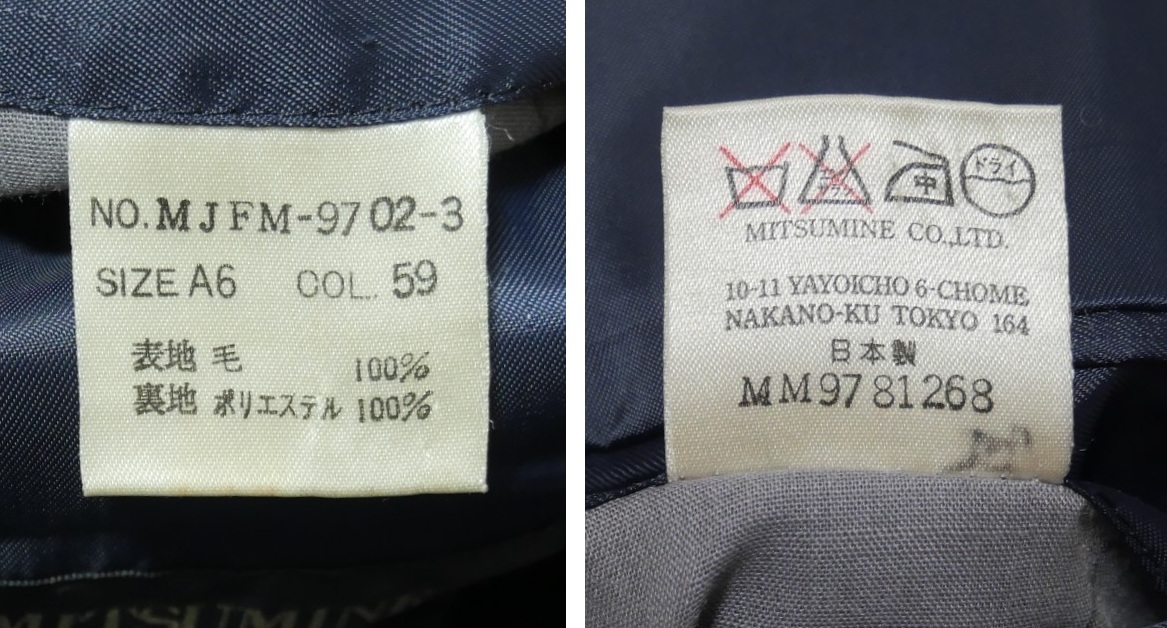 NO.MJFM-9702-3
SIZE A6 COL. 59
表地 毛 100%
裏地 ポリエステル 100%
MITSUMINE
中
ドライ
MITSUMINE CO.,LTD.
10-11 YAYOICHO 6-CHOME
NAKANO-KU TOKYO 164
日本製
MM9781268